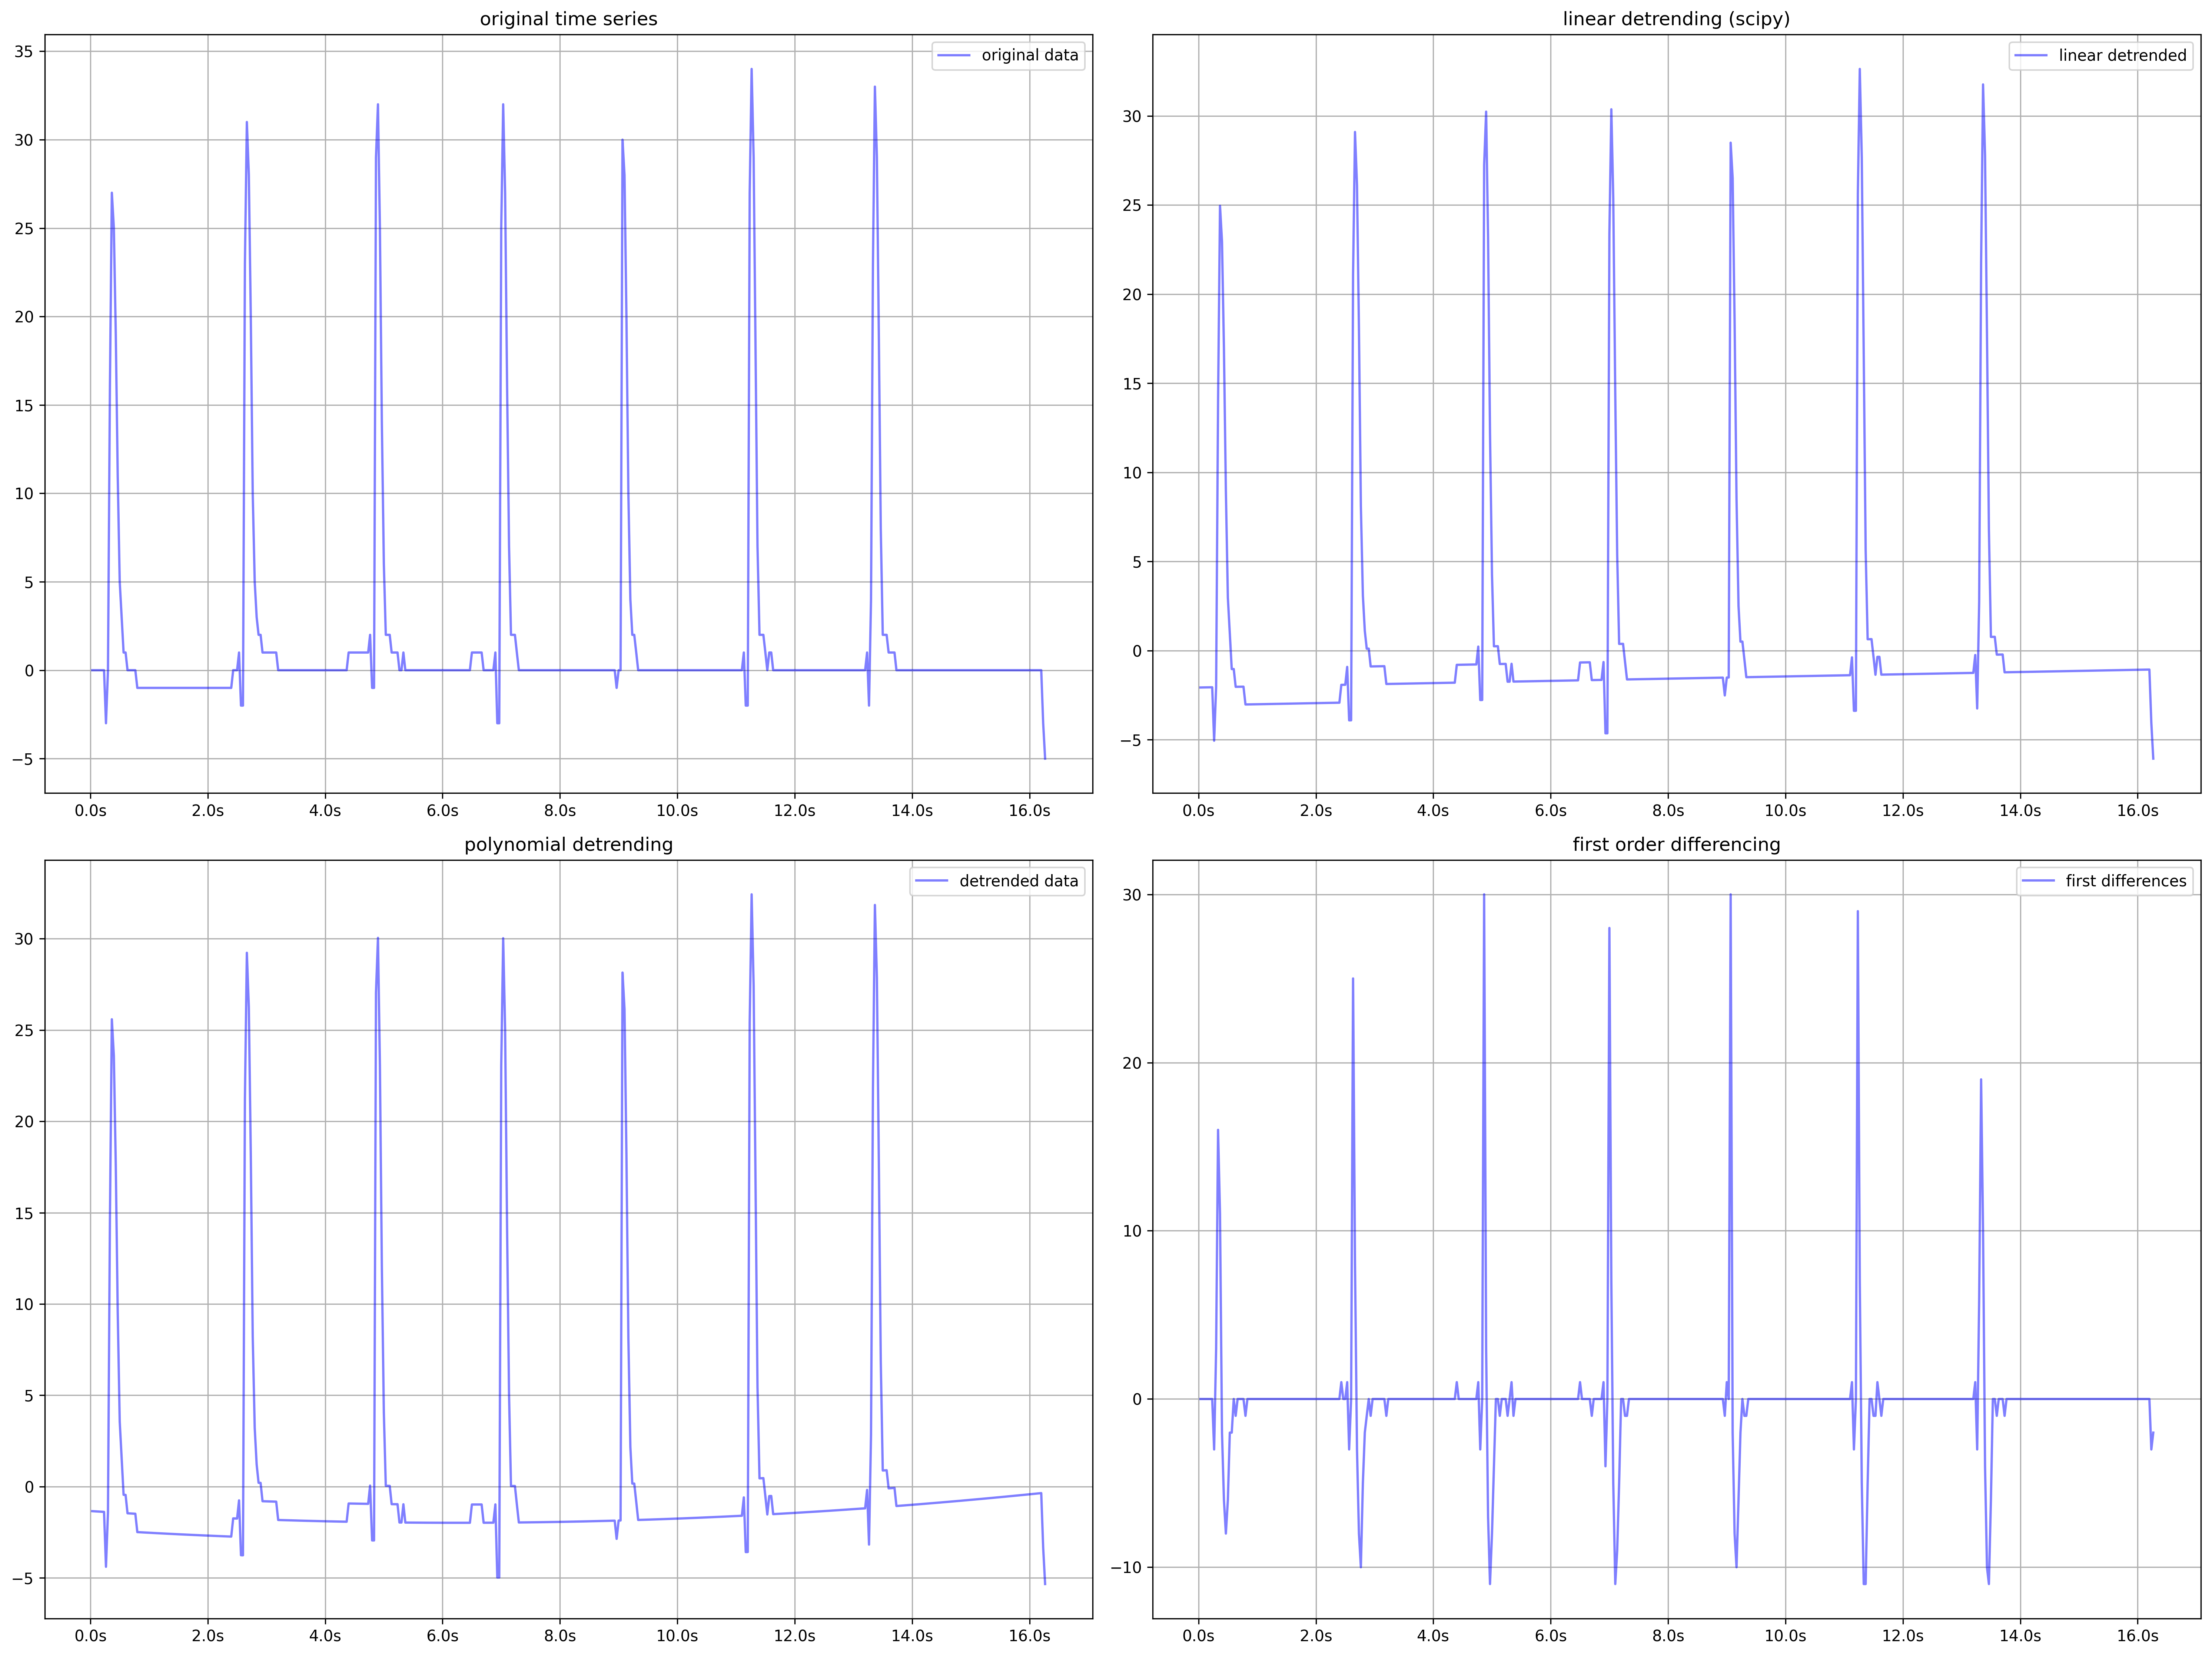 original time series
original data
35
30
25
20
15
10
5
0
−5
0.0s 2.0s 4.0s 6.0s 8.0s 10.0s 12.0s 14.0s 16.0s
linear detrending (scipy)
linear detrended
30
25
20
15
10
5
0
−5
0.0s 2.0s 4.0s 6.0s 8.0s 10.0s 12.0s 14.0s 16.0s
polynomial detrending
detrended data
30
25
20
15
10
5
0
−5
0.0s 2.0s 4.0s 6.0s 8.0s 10.0s 12.0s 14.0s 16.0s
first order differencing
first differences
30
20
10
0
−10
0.0s 2.0s 4.0s 6.0s 8.0s 10.0s 12.0s 14.0s 16.0s